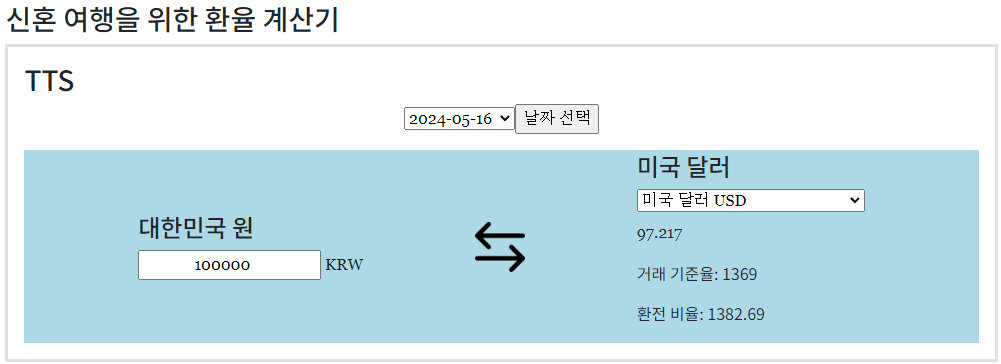 신혼 여행을 위한 환율 계산기
TTS
2024-05-16 날짜 선택
대한민국 원
100000 KRW
미국 달러
미국 달러 USD
97.217
거래 기준율: 1369
환전 비율: 1382.69